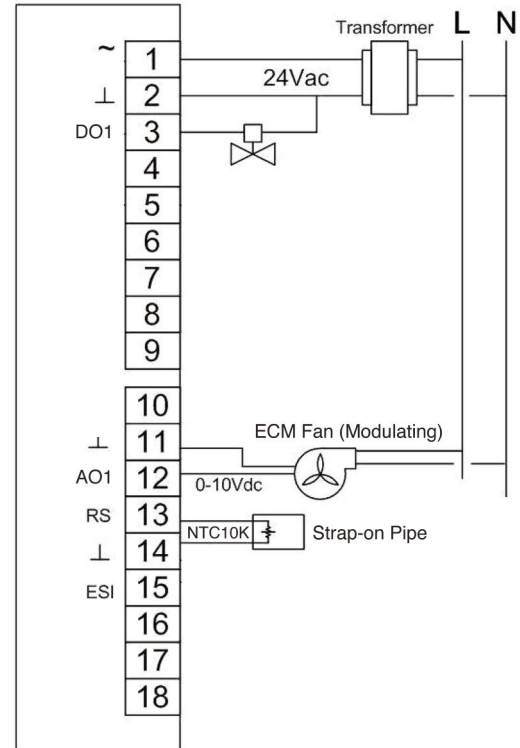 Transformer L N
~ 1
24Vac
⊥ 2
DO1 3
4
5
6
7
8
9
10
ECM Fan (Modulating)
⊥ 11
AO1 12
0-10Vdc
RS 13
NTC10K Strap-on Pipe
⊥ 14
ESI 15
16
17
18